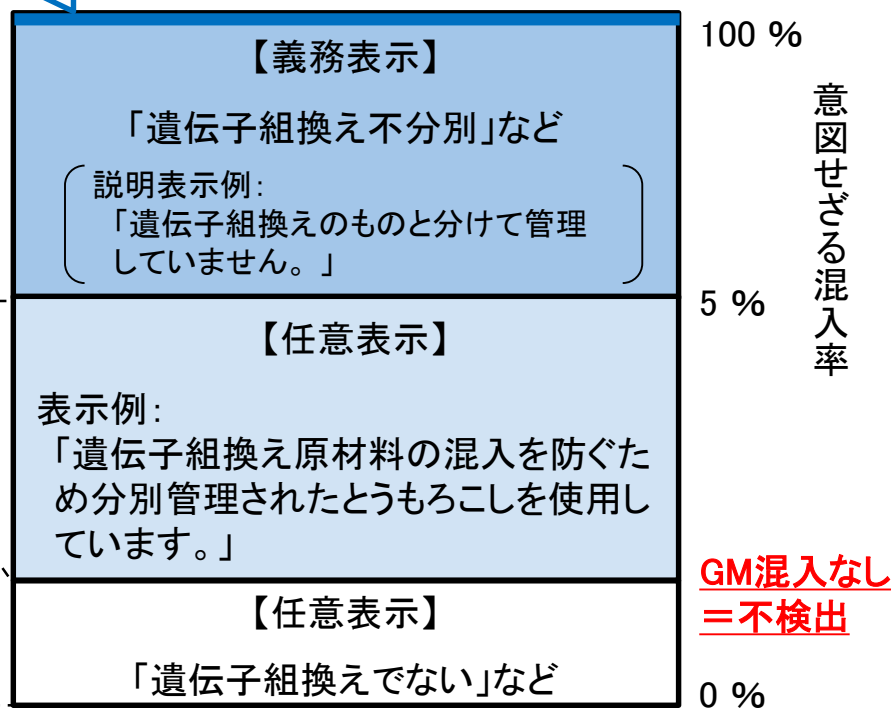 【義務表示】
「遺伝子組換え不分別」など
説明表示例：
「遺伝子組換えのものと分けて管理
していません。」
【任意表示】
表示例：
「遺伝子組換え原材料の混入を防ぐた
め分別管理されたとうもろこしを使用し
ています。」
【任意表示】
「遺伝子組換えでない」など
100 %
5 %
GM混入なし
＝不検出
0 %
意図せざる混入率